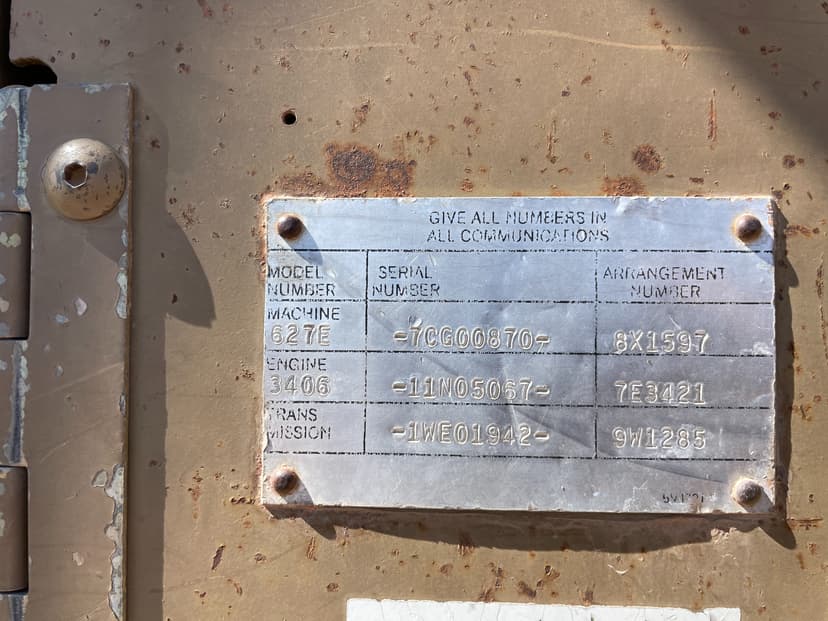 GIVE ALL NUMBERS IN
ALL COMMUNICATIONS
MODEL NUMBER
SERIAL NUMBER
ARRANGEMENT NUMBER
MACHINE
627E -7CG00870- 8X1597
ENGINE
3406 -11N05067- 7E3421
TRANS
MISSION -1WE01942- 9W1285